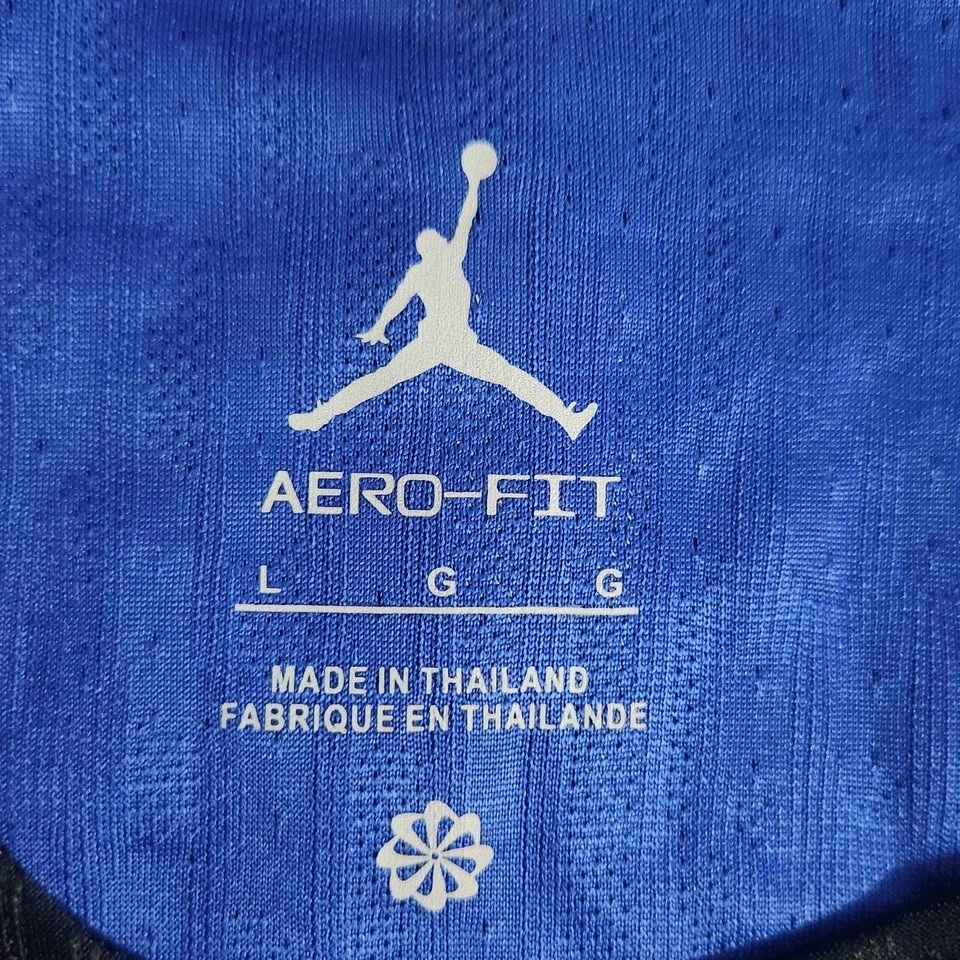 AERO-FIT
L G G
MADE IN THAILAND
FABRIQUE EN THAILANDE